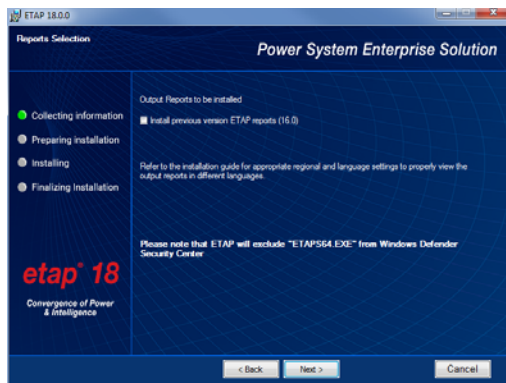 ETAP 18.0.0
Reports Selection
Power System Enterprise Solution
Collecting information
Preparing installation
Installing
Finalizing Installation
Output Reports to be installed
Install previous version ETAP reports (16.0)
Refer to the installation guide for appropriate regional and language settings to properly view the
output reports in different languages.
Please note that ETAP will exclude "ETAPS64.EXE" from Windows Defender
Security Center
etap® 18
Convergence of Power
& Intelligence
< Back
Next >
Cancel